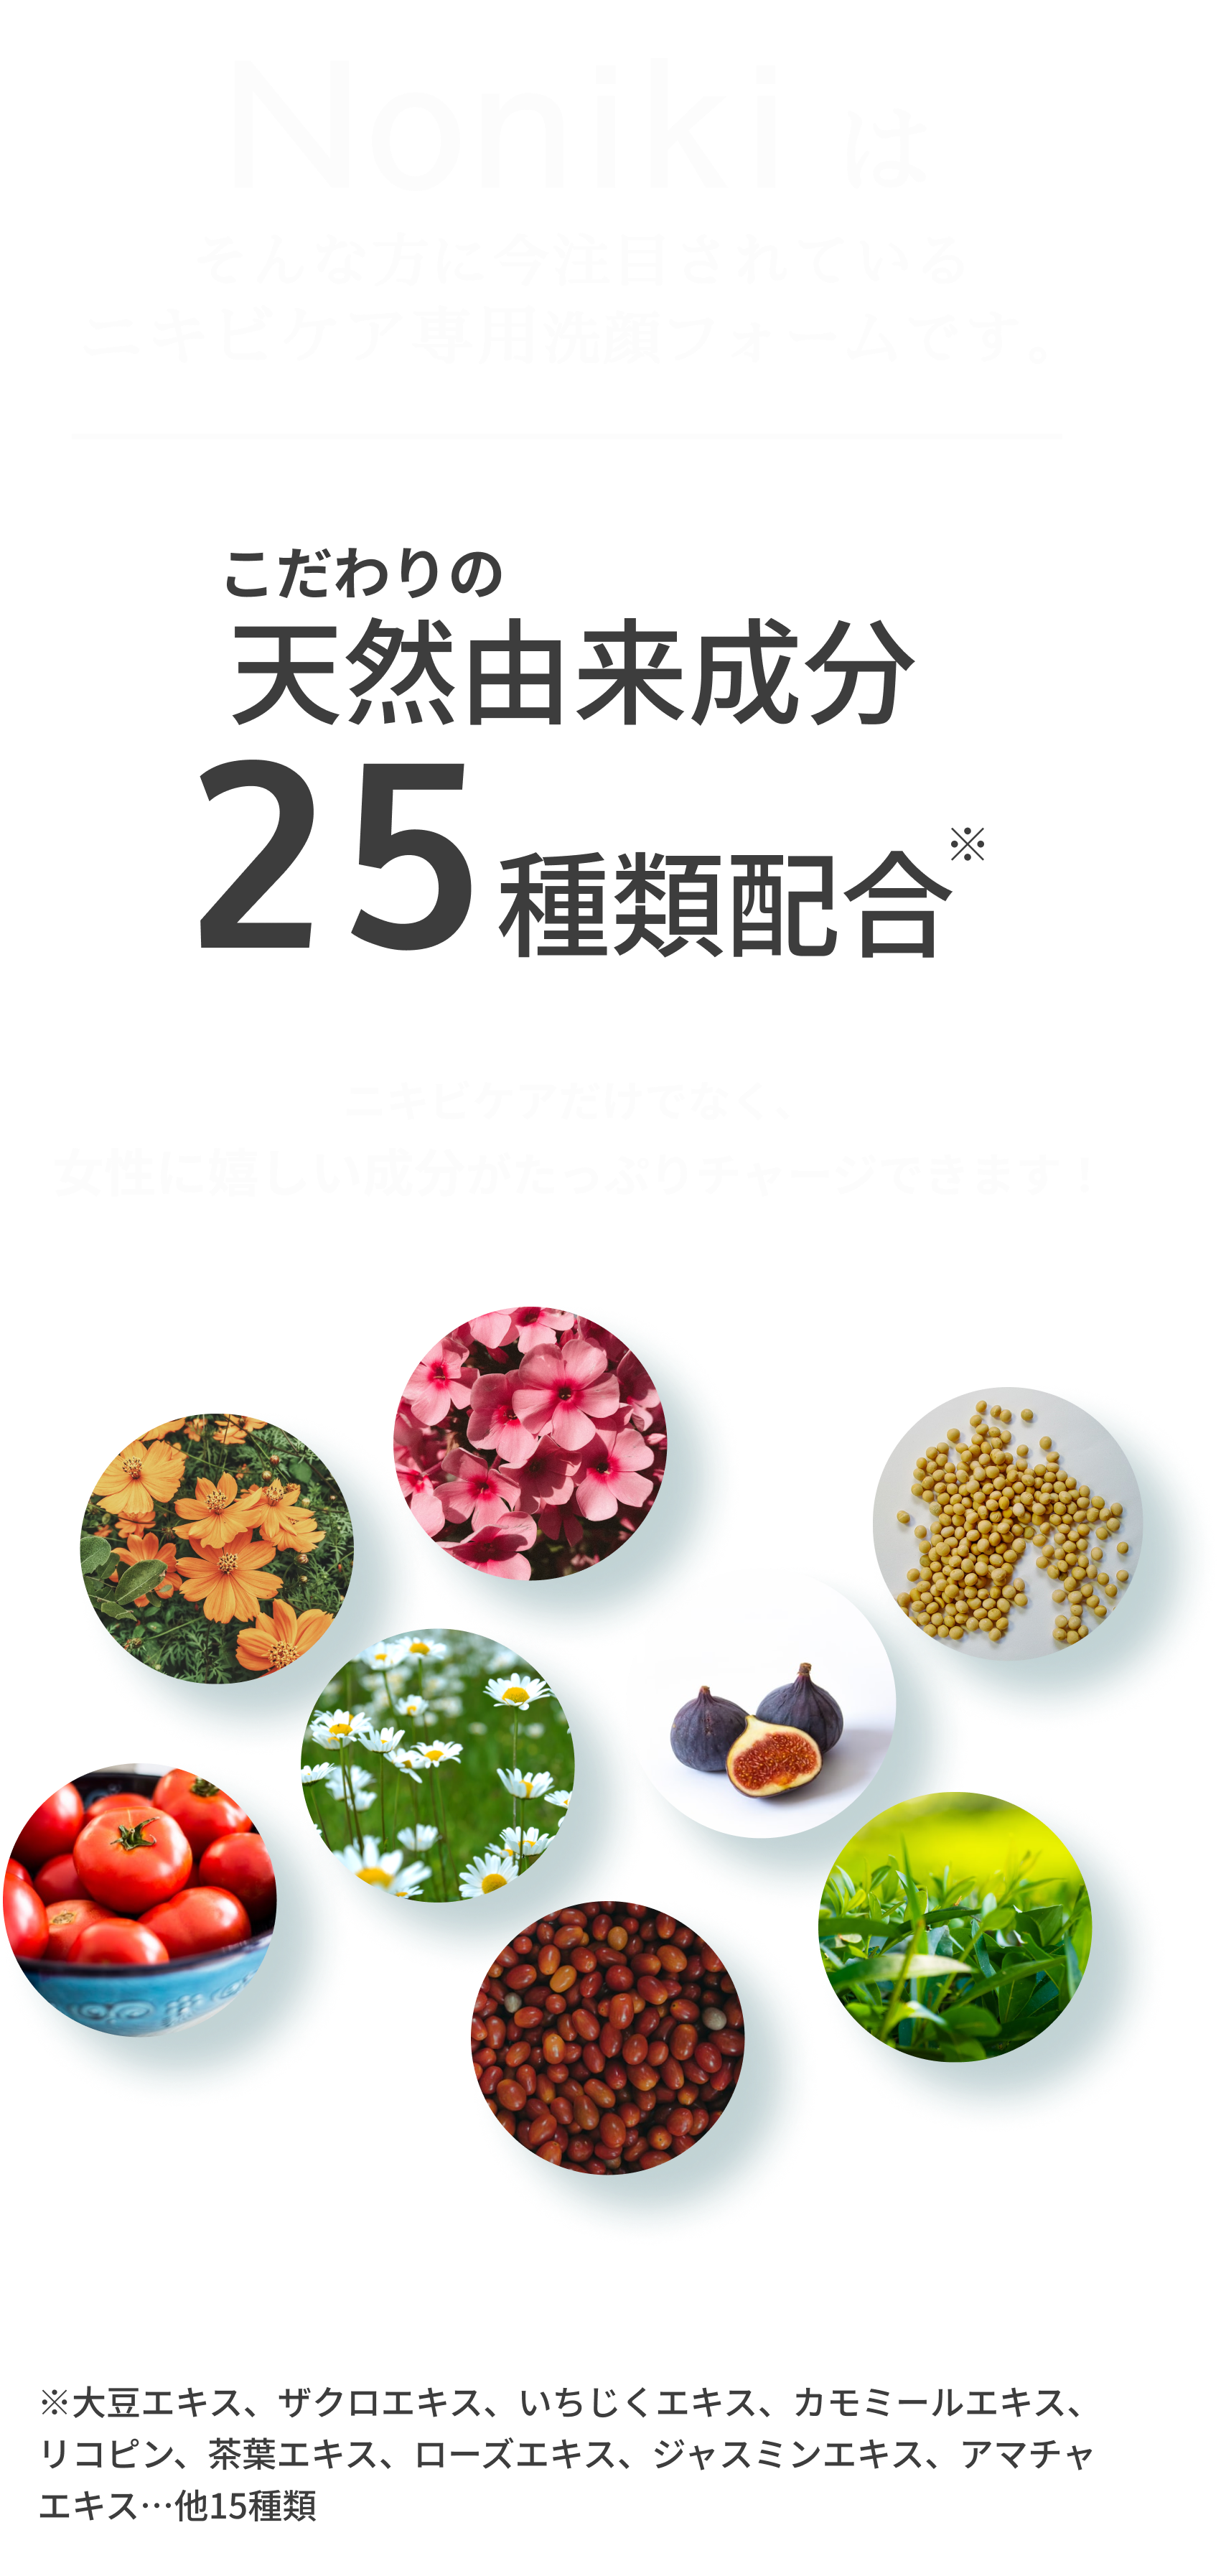 Noniki は
そんな方に今注目されている
ニキビケア専用洗顔フォームです。
こだわりの
天然由来成分
25種類配合※
ニキビケアだけでなく、
女性に嬉しい成分がたっぷりチャージできます！
※大豆エキス、ザクロエキス、いちじくエキス、カモミールエキス、
リコピン、茶葉エキス、ローズエキス、ジャスミンエキス、アマチャ
エキス…他15種類